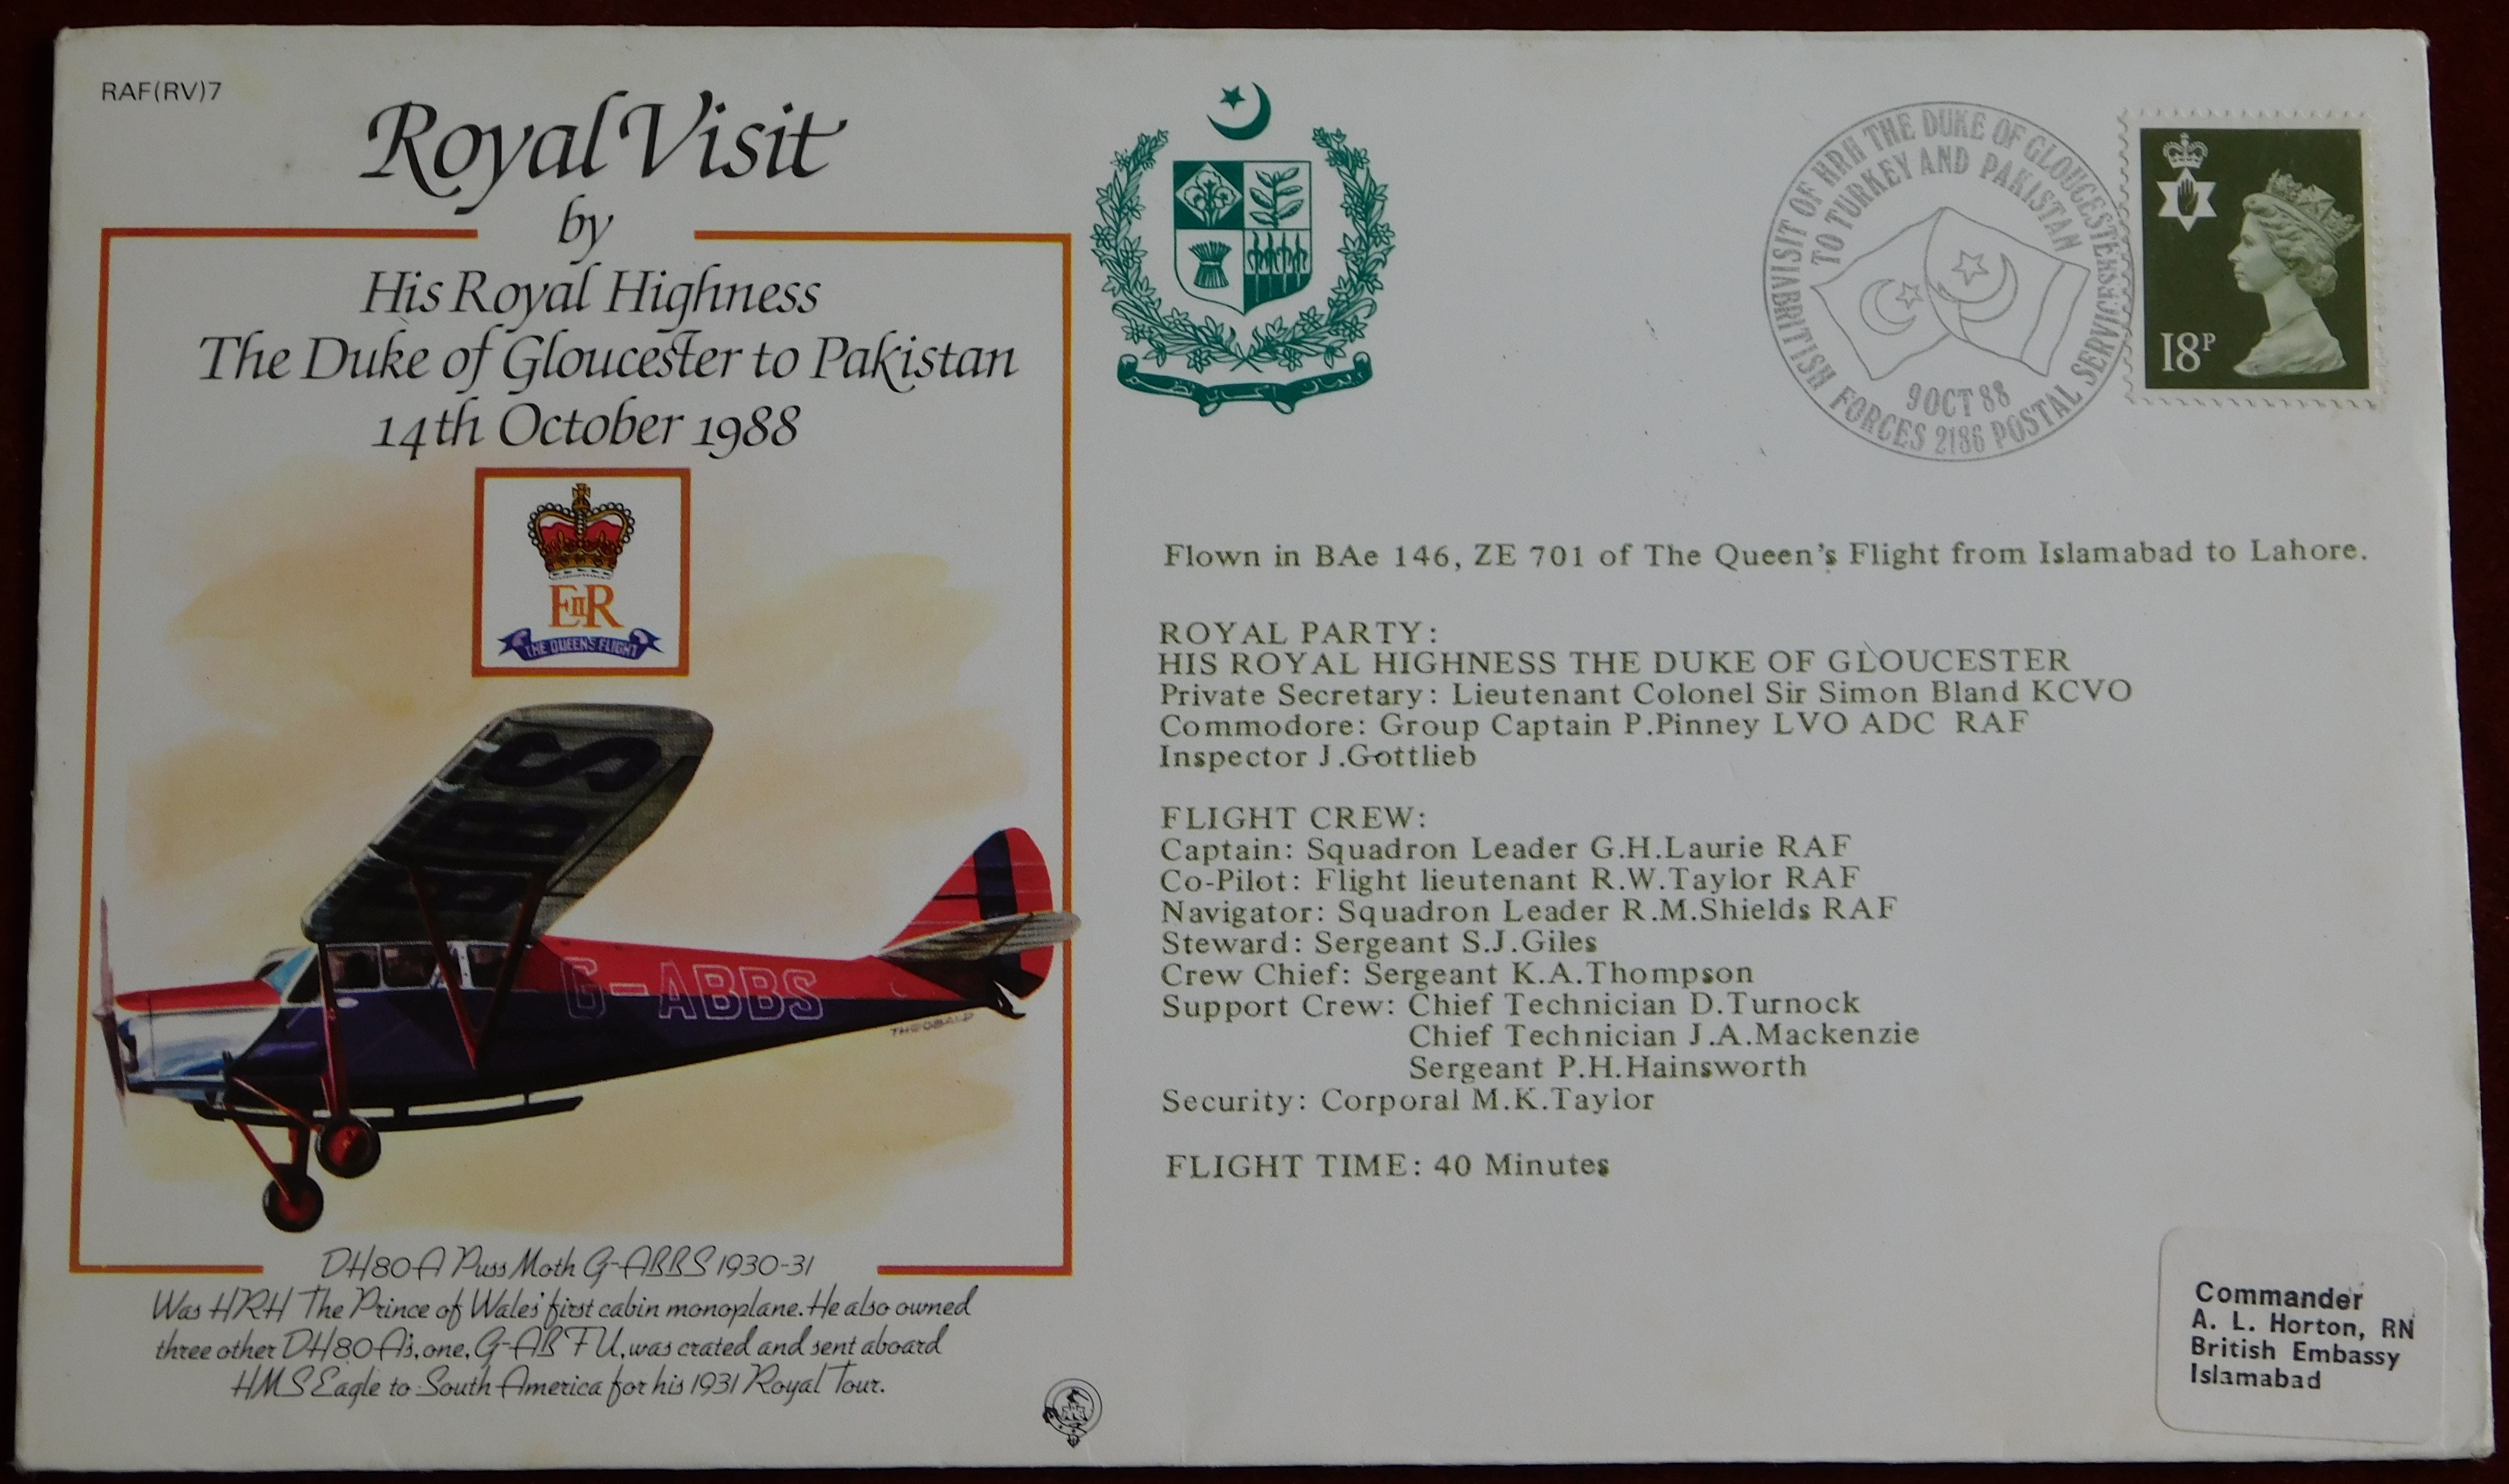 RAF(RV)7
Royal Visit
by
His Royal Highness
The Duke of Gloucester to Pakistan
14th October 1988
EIIR
THE QUEENS FLIGHT
G-ABBS
THEOBALD
DH80A Puss Moth G-ABBS 1930-31
Was HRH The Prince of Wales' first cabin monoplane. He also owned
three other DH80A's, one, G-ABFU, was crated and sent aboard
HMS Eagle to South America for his 1931 Royal Tour.
VISIT OF HRH THE DUKE OF GLOUCESTER
TO TURKEY AND PAKISTAN
9 OCT 88
BRITISH FORCES 2186 POSTAL SERVICES
18P
Flown in BAe 146, ZE 701 of The Queen's Flight from Islamabad to Lahore.
ROYAL PARTY:
HIS ROYAL HIGHNESS THE DUKE OF GLOUCESTER
Private Secretary: Lieutenant Colonel Sir Simon Bland KCVO
Commodore: Group Captain P.Pinney LVO ADC RAF
Inspector J.Gottlieb
FLIGHT CREW:
Captain: Squadron Leader G.H.Laurie RAF
Co-Pilot: Flight lieutenant R.W.Taylor RAF
Navigator: Squadron Leader R.M.Shields RAF
Steward: Sergeant S.J.Giles
Crew Chief: Sergeant K.A.Thompson
Support Crew: Chief Technician D.Turnock
Chief Technician J.A.Mackenzie
Sergeant P.H.Hainsworth
Security: Corporal M.K.Taylor
FLIGHT TIME: 40 Minutes
Commander
A. L. Horton, RN
British Embassy
Islamabad